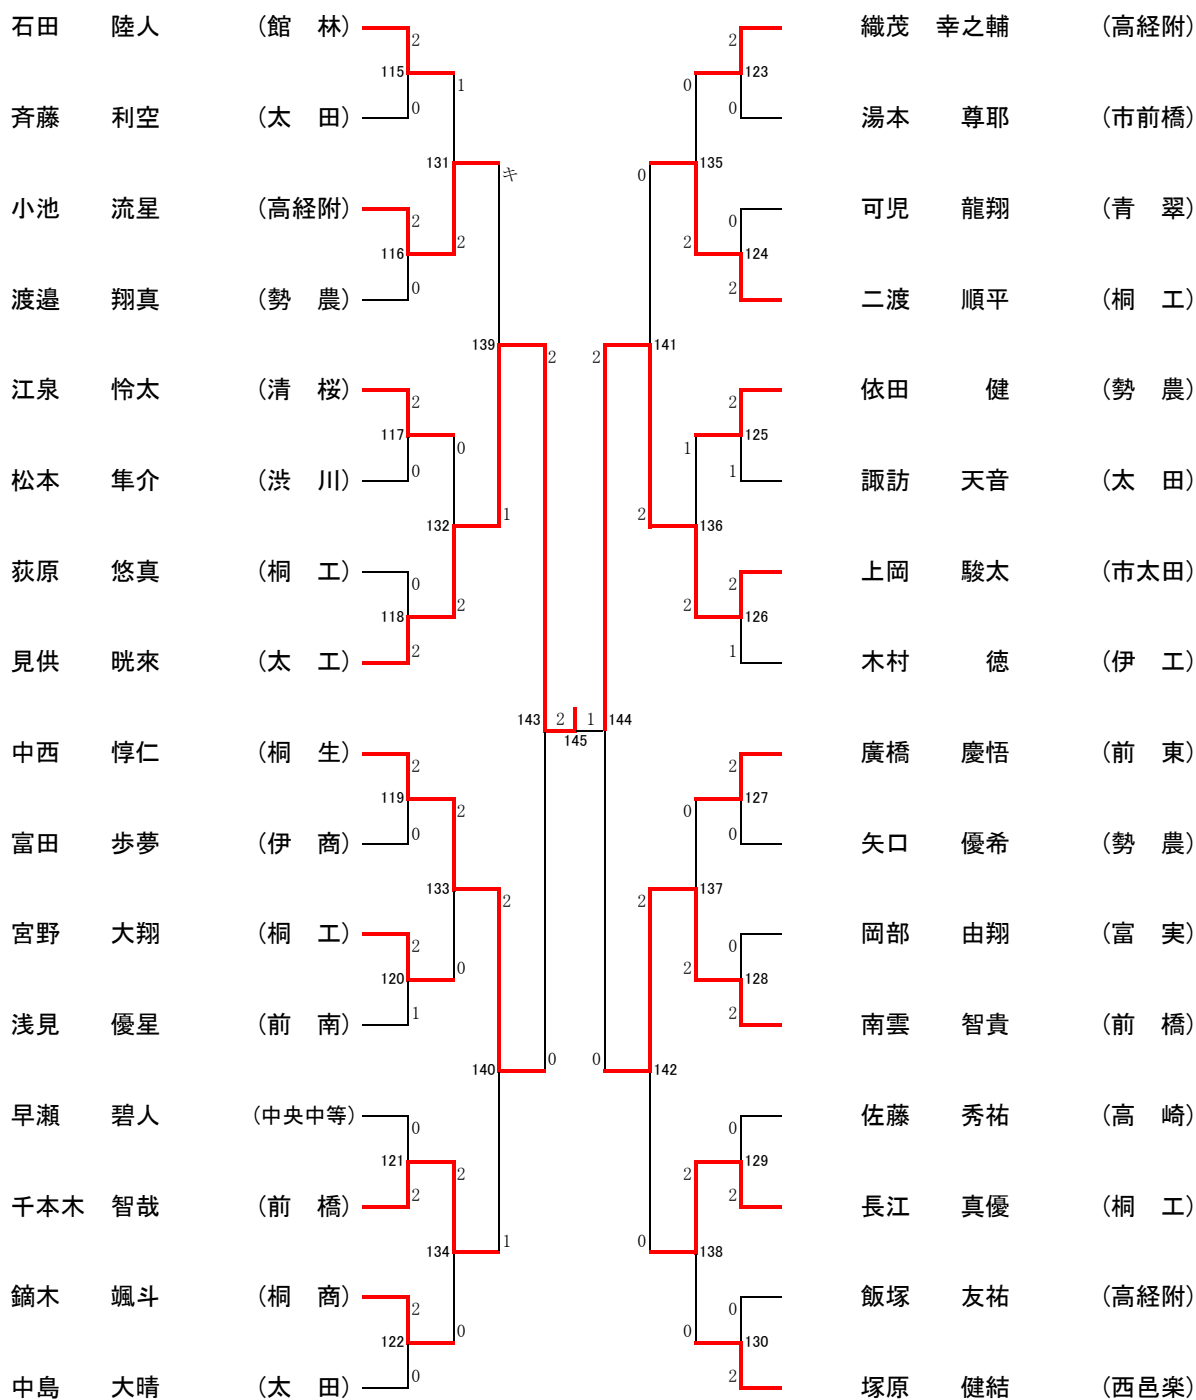 石田 陸人 (館 林) 2 2 織茂 幸之輔 (高経附)
115 1 0 123
斉藤 利空 (太 田) 0 0 湯本 尊耶 (市前橋)
131 キ 0 135
小池 流星 (高経附) 2 0 可児 龍翔 (青 翠)
116 2 2 124
渡邉 翔真 (勢 農) 0 2 二渡 順平 (桐 工)
139 2 2 141
江泉 怜太 (清 桜) 2 2 依田 健 (勢 農)
117 0 1 125
松本 隼介 (渋 川) 0 1 諏訪 天音 (太 田)
132 1 2 136
荻原 悠真 (桐 工) 0 2 上岡 駿太 (市太田)
118 2 2 126
見供 晄來 (太 工) 2 1 木村 徳 (伊 工)
143 2 1 144
145
中西 惇仁 (桐 生) 2 2 廣橋 慶悟 (前 東)
119 2 0 127
富田 歩夢 (伊 商) 0 0 矢口 優希 (勢 農)
133 2 2 137
宮野 大翔 (桐 工) 2 0 岡部 由翔 (富 実)
120 0 2 128
浅見 優星 (前 南) 1 2 南雲 智貴 (前 橋)
140 0 0 142
早瀬 碧人 (中央中等) 0 0 佐藤 秀祐 (高 崎)
121 2 2 129
千本木 智哉 (前 橋) 2 2 長江 真優 (桐 工)
134 1 0 138
鏑木 颯斗 (桐 商) 2 0 飯塚 友祐 (高経附)
122 0 0 130
中島 大晴 (太 田) 0 2 塚原 健結 (西邑楽)